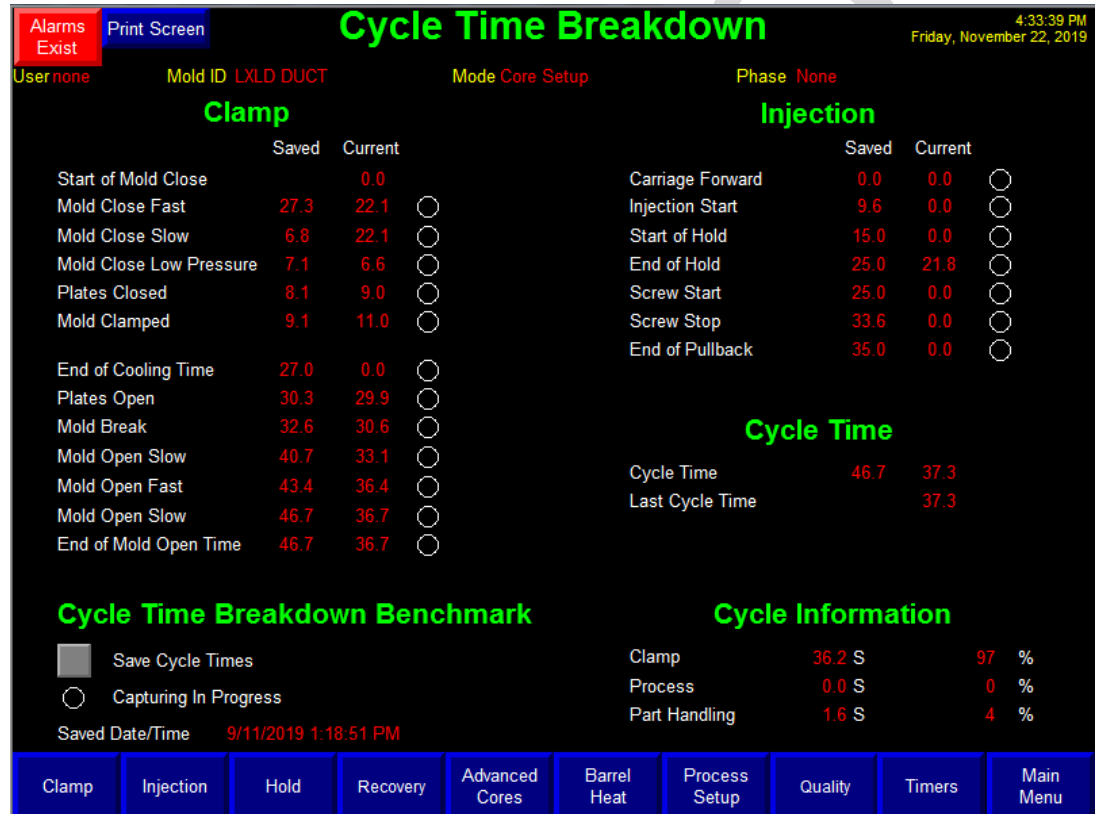 Alarms Exist
Print Screen
Cycle Time Breakdown
4:33:39 PM
Friday, November 22, 2019
User none Mold ID LXLD DUCT Mode Core Setup Phase None
Clamp
Saved Current
Start of Mold Close 0.0
Mold Close Fast 27.3 22.1
Mold Close Slow 6.8 22.1
Mold Close Low Pressure 7.1 6.6
Plates Closed 8.1 9.0
Mold Clamped 9.1 11.0
End of Cooling Time 27.0 0.0
Plates Open 30.3 29.9
Mold Break 32.6 30.6
Mold Open Slow 40.7 33.1
Mold Open Fast 43.4 36.4
Mold Open Slow 46.7 36.7
End of Mold Open Time 46.7 36.7
Injection
Saved Current
Carriage Forward 0.0 0.0
Injection Start 9.6 0.0
Start of Hold 15.0 0.0
End of Hold 25.0 21.8
Screw Start 25.0 0.0
Screw Stop 33.6 0.0
End of Pullback 35.0 0.0
Cycle Time
Cycle Time 46.7 37.3
Last Cycle Time 37.3
Cycle Time Breakdown Benchmark
Save Cycle Times
Capturing In Progress
Saved Date/Time 9/11/2019 1:18:51 PM
Cycle Information
Clamp 36.2 S 97 %
Process 0.0 S 0 %
Part Handling 1.6 S 4 %
Clamp
Injection
Hold
Recovery
Advanced Cores
Barrel Heat
Process Setup
Quality
Timers
Main Menu